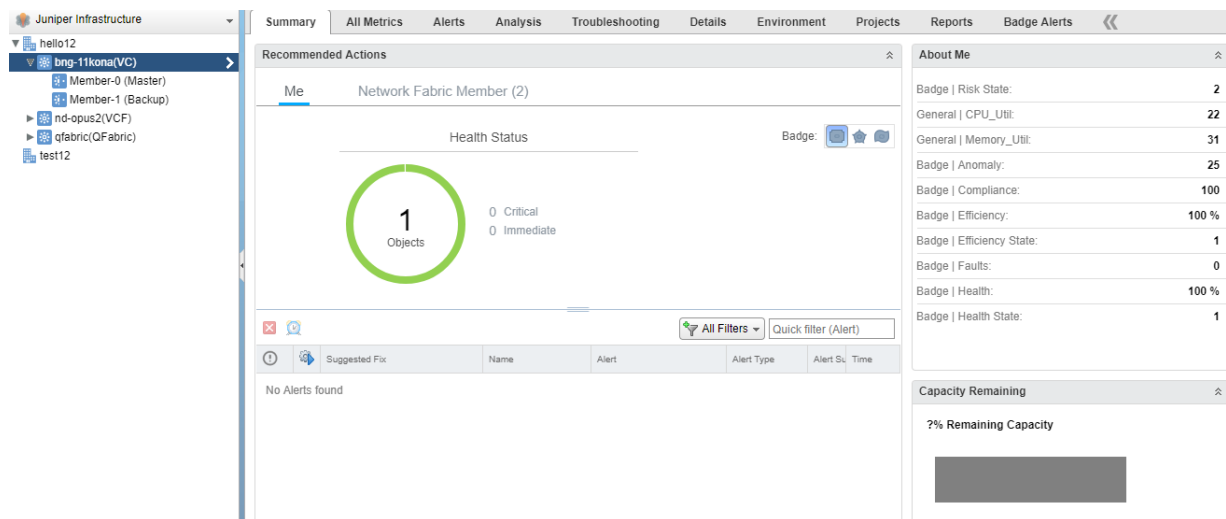 Juniper Infrastructure
hello12
bng-11kona(VC)
Member-0 (Master)
Member-1 (Backup)
nd-opus2(VCF)
qfabric(QFabric)
test12
Summary All Metrics Alerts Analysis Troubleshooting Details Environment Projects Reports Badge Alerts
Recommended Actions
Me Network Fabric Member (2)
Health Status Badge:
1
Objects
0 Critical
0 Immediate
All Filters Quick filter (Alert)
Suggested Fix Name Alert Alert Type Alert Su Time
No Alerts found
About Me
Badge | Risk State: 2
General | CPU_Util: 22
General | Memory_Util: 31
Badge | Anomaly: 25
Badge | Compliance: 100
Badge | Efficiency: 100 %
Badge | Efficiency State: 1
Badge | Faults: 0
Badge | Health: 100 %
Badge | Health State: 1
Capacity Remaining
?% Remaining Capacity